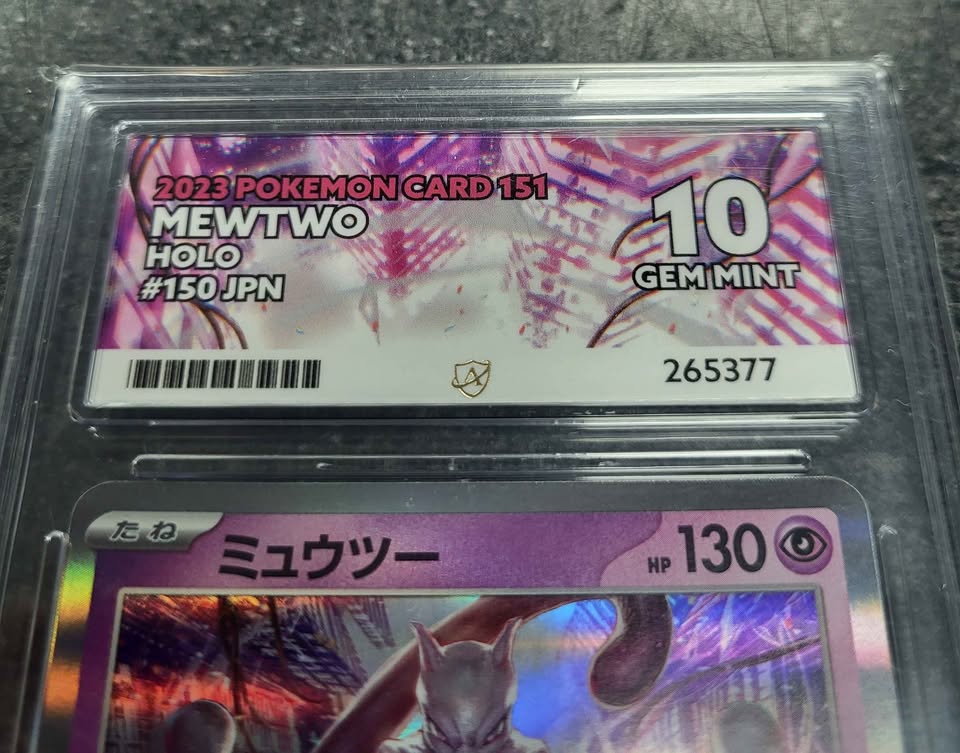 2023 POKEMON CARD 151
MEWTWO
HOLO
#150 JPN
10
GEM MINT
265377
たね
ミュウツー
HP 130